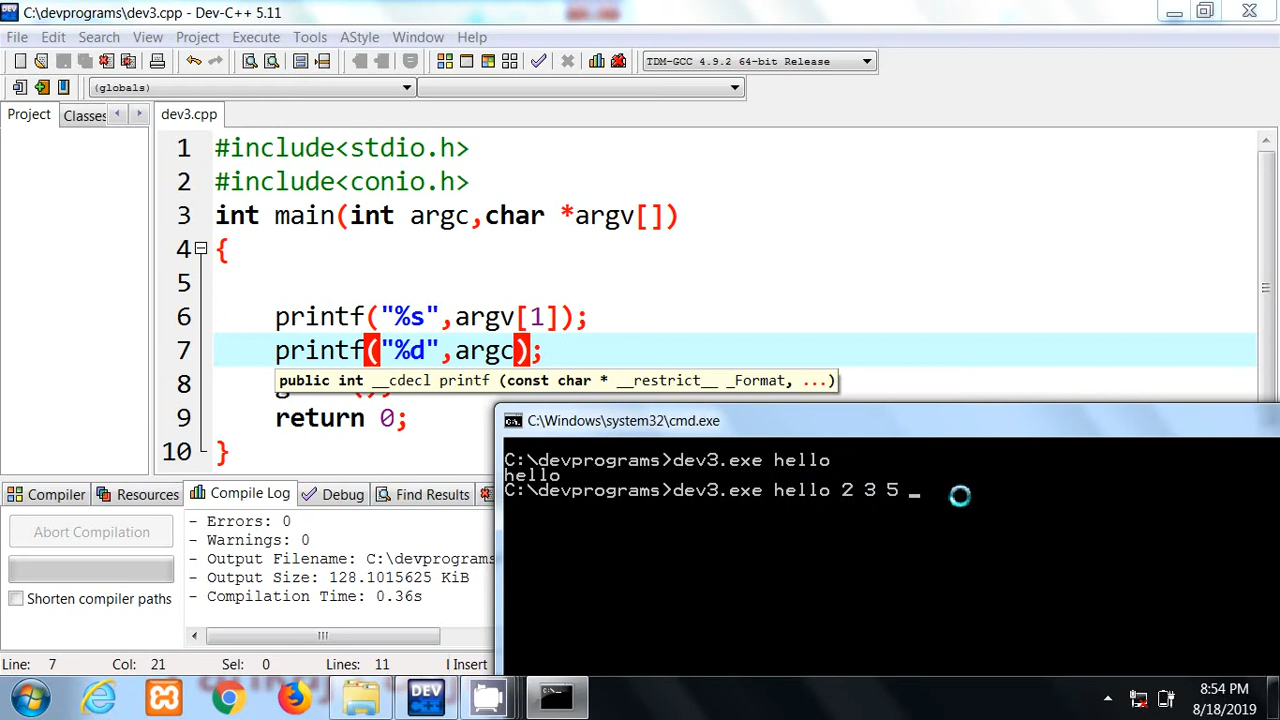 C:\devprograms\dev3.cpp - Dev-C++ 5.11
File Edit Search View Project Execute Tools AStyle Window Help
TDM-GCC 4.9.2 64-bit Release
(globals)
Project Classes dev3.cpp
1 #include<stdio.h>
2 #include<conio.h>
3 int main(int argc,char *argv[])
4 {
5
6 printf("%s",argv[1]);
7 printf("%d",argc);
public int __cdecl printf (const char * __restrict__ _Format, ...)
8
9 return 0;
10 }
C:\Windows\system32\cmd.exe
C:\devprograms>dev3.exe hello
hello
C:\devprograms>dev3.exe hello 2 3 5 _
Compiler Resources Compile Log Debug Find Results
Abort Compilation
Shorten compiler paths
- Errors: 0
- Warnings: 0
- Output Filename: C:\devprograms
- Output Size: 128.1015625 KiB
- Compilation Time: 0.36s
Line: 7 Col: 21 Sel: 0 Lines: 11 Insert
DEV
8:54 PM
8/18/2019